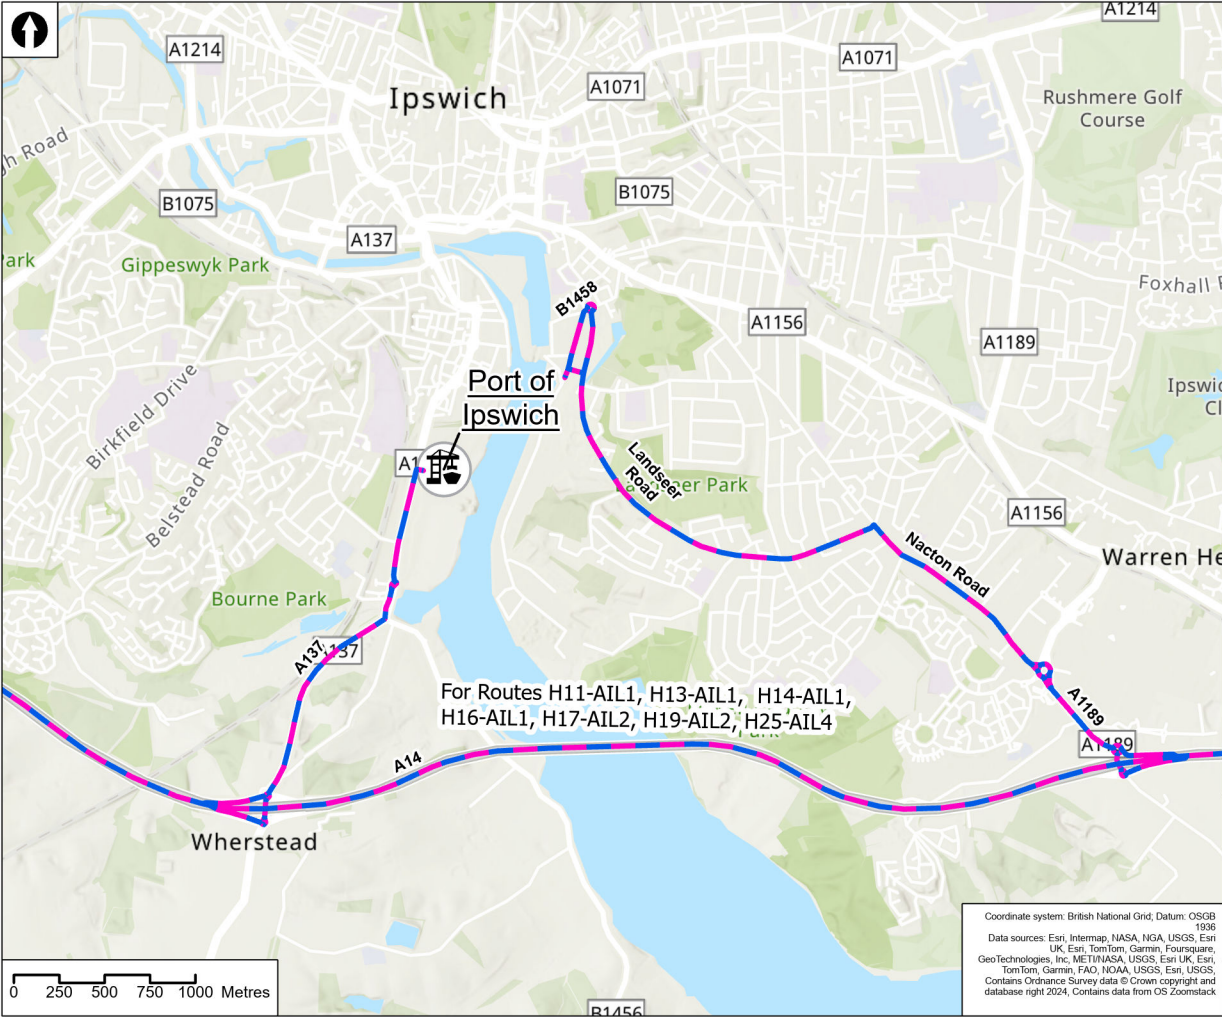 A1214
A1214
A1071
A1071
Ipswich
Rushmere Golf
Course
gh Road
B1075
B1075
A137
Park
Gippeswyk Park
Foxhall
B1458
A1156
A1189
Port of
Ipswich
Birkfield Drive
Ipswic
Cl
Belstead Road
A1
Landseer
Road
eer Park
A1156
Nacton Road
Warren He
Bourne Park
A137
137
For Routes H11-AIL1, H13-AIL1, H14-AIL1,
H16-AIL1, H17-AIL2, H19-AIL2, H25-AIL4
A1189
A1189
A14
Wherstead
Coordinate system: British National Grid; Datum: OSGB
1936
Data sources: Esri, Intermap, NASA, NGA, USGS, Esri
UK, Esri, TomTom, Garmin, Foursquare,
GeoTechnologies, Inc, METI/NASA, USGS, Esri UK, Esri,
TomTom, Garmin, FAO, NOAA, USGS, Esri, USGS,
Contains Ordnance Survey data © Crown copyright and
database right 2024, Contains data from OS Zoomstack
0 250 500 750 1000 Metres
B1456